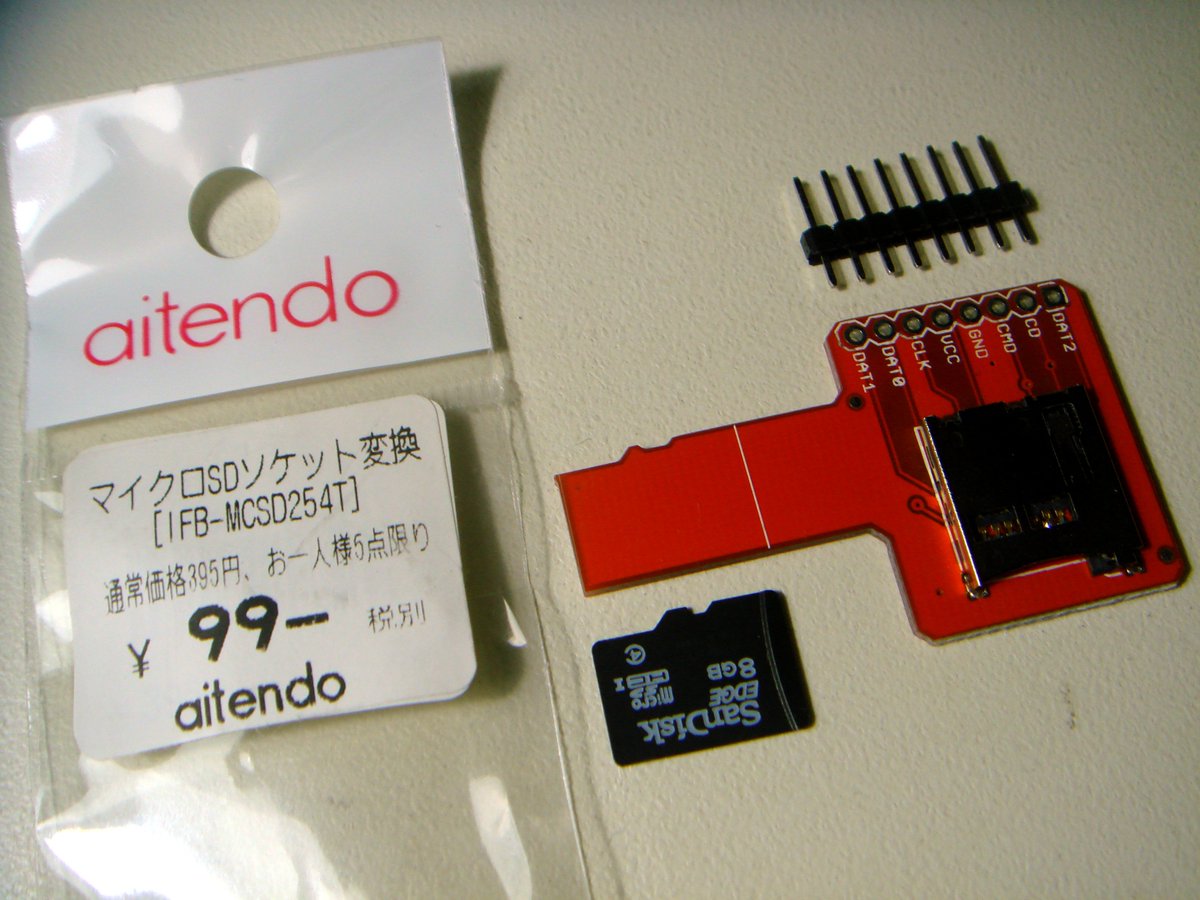 aitendo
マイクロSDソケット変換
[IFB-MCSD254T]
通常価格395円、お一人様5点限り
¥ 99− 税別
aitendo
DAT1
DAT0
CLK
VCC
GND
CMD
CD
DAT2
SanDisk
EDGE
8GB
micro